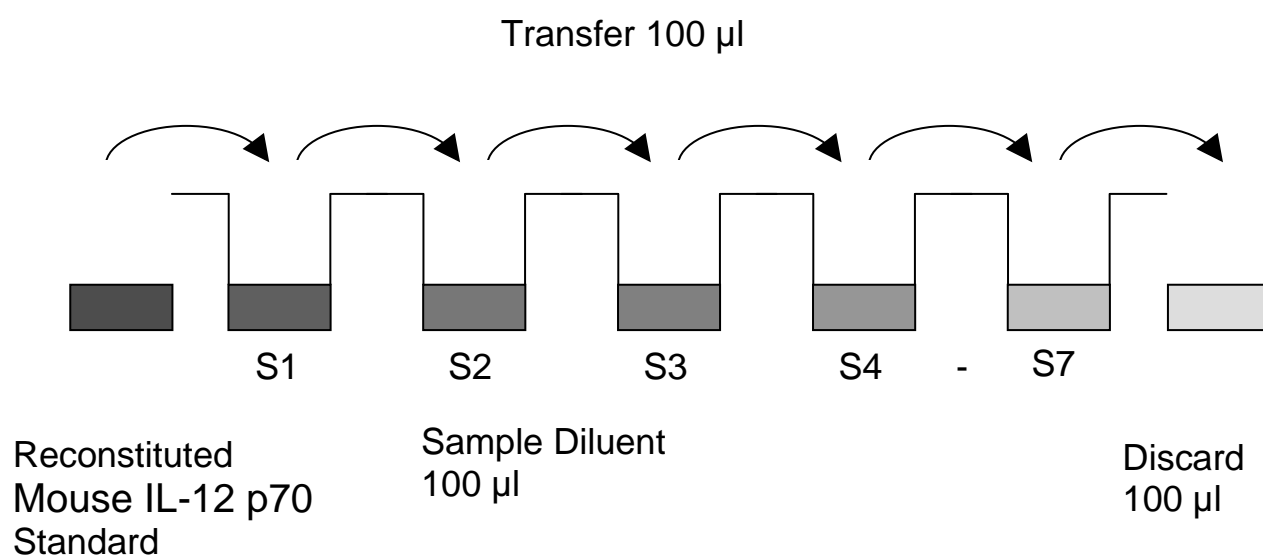 Transfer 100 µl
S1 S2 S3 S4 - S7
Reconstituted
Mouse IL-12 p70
Standard
Sample Diluent
100 µl
Discard
100 µl